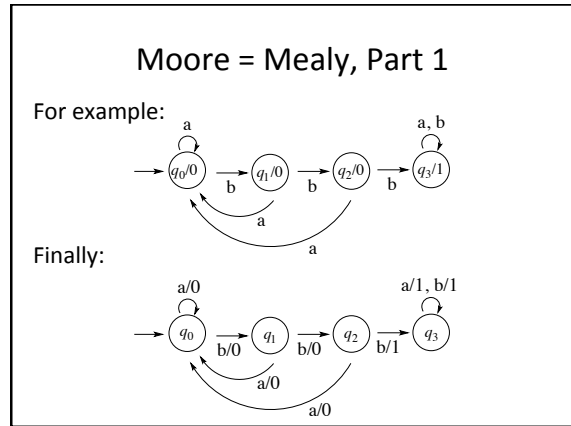 Moore = Mealy, Part 1
For example:
a
a, b
q0/0
q1/0
q2/0
q3/1
b
b
b
a
a
Finally:
a/0
a/1, b/1
q0
q1
q2
q3
b/0
b/0
b/1
a/0
a/0